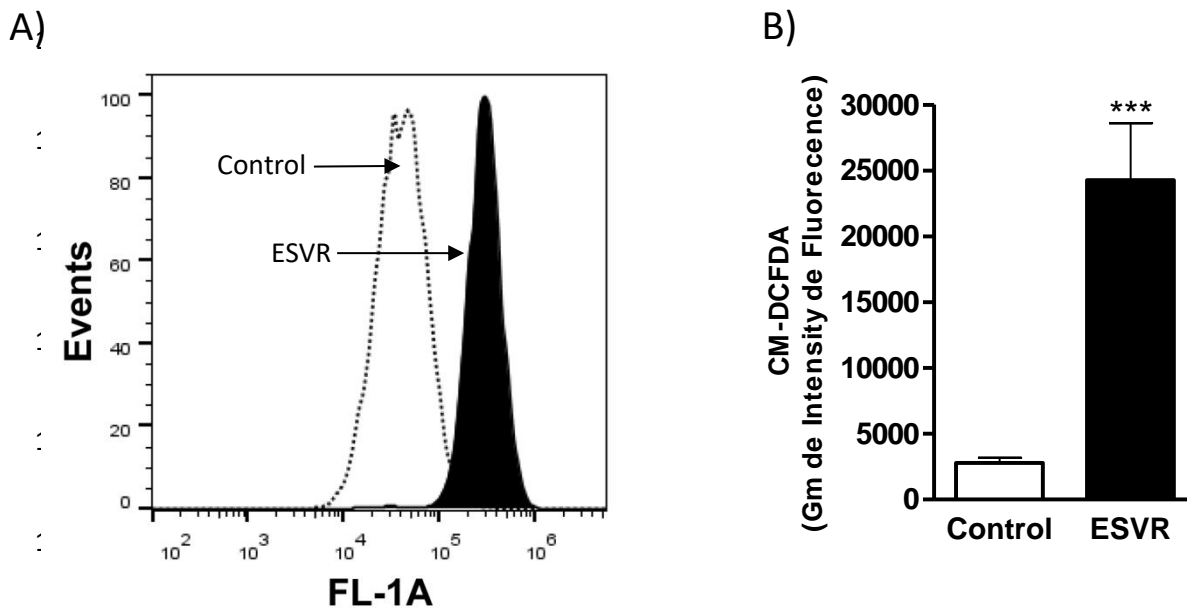 A)
Events
100
80
60
40
20
0
Control
ESVR
10^2
10^3
10^4
10^5
10^6
FL-1A
B)
CM-DCFDA
(Gm de Intensity de Fluorecence)
30000
25000
20000
15000
10000
5000
0
***
Control
ESVR